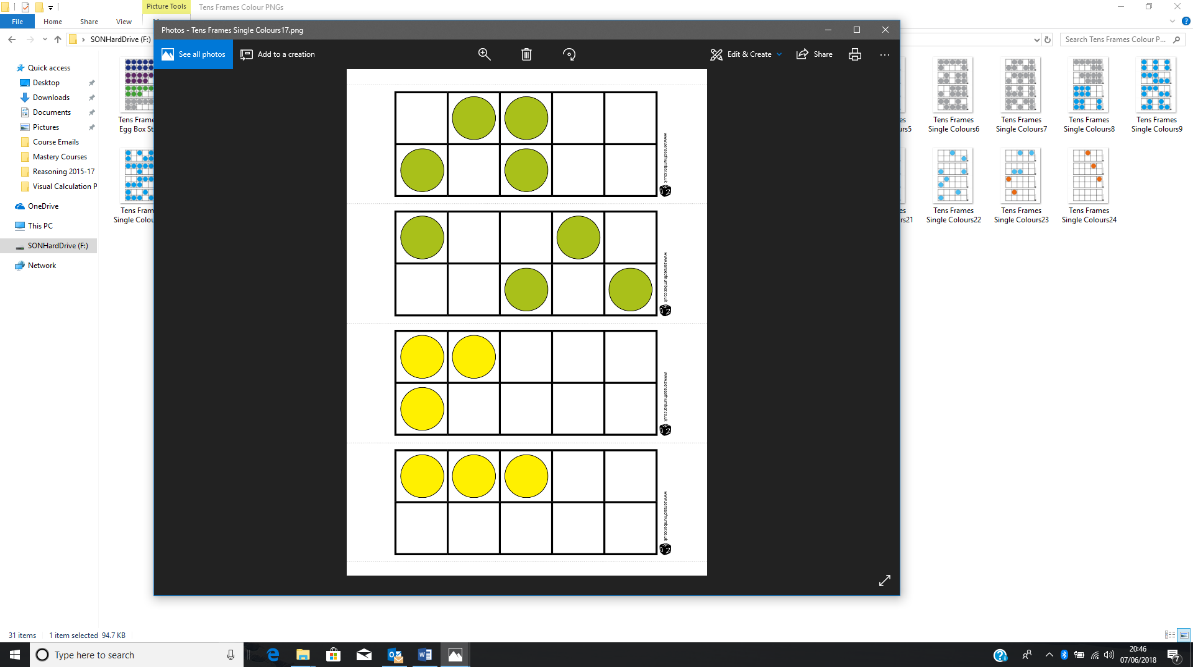 Picture Tools
Tens Frames Colour PNGs
File
Home
Share
View
SONHardDrive (F:)
Search Tens Frames Colour P...
Quick access
Desktop
Downloads
Documents
Pictures
Course Emails
Mastery Courses
Reasoning 2015-17
Visual Calculation P
OneDrive
This PC
SONHardDrive (F:)
Network
Tens Frame
Egg Box St
Tens Fram
Single Colou
Photos - Tens Frames Single Colours17.png
See all photos
Add to a creation
Edit & Create
Share
Tens Frames
Single Colours6
Tens Frames
Single Colours7
Tens Frames
Single Colours8
Tens Frames
Single Colours9
Tens Frames
Single Colours22
Tens Frames
Single Colours23
Tens Frames
Single Colours24
31 items
1 item selected 94.7 KB
Type here to search
20:46
07/06/2018